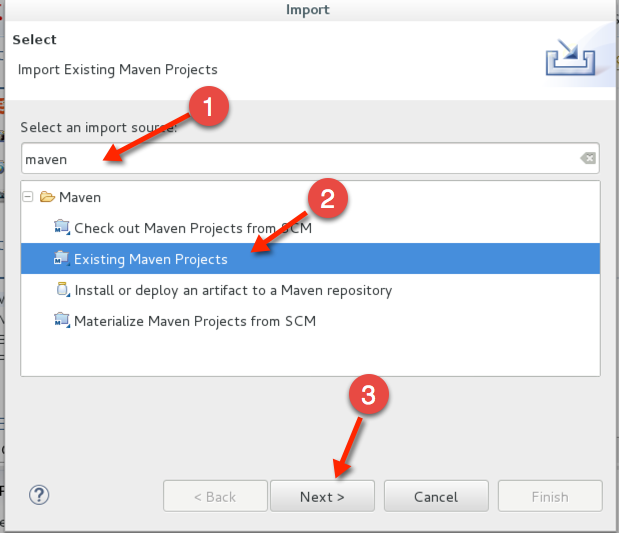 Import
Select
Import Existing Maven Projects
1
Select an import source:
maven
Maven
2
Check out Maven Projects from SCM
Existing Maven Projects
Install or deploy an artifact to a Maven repository
Materialize Maven Projects from SCM
3
?
< Back
Next >
Cancel
Finish